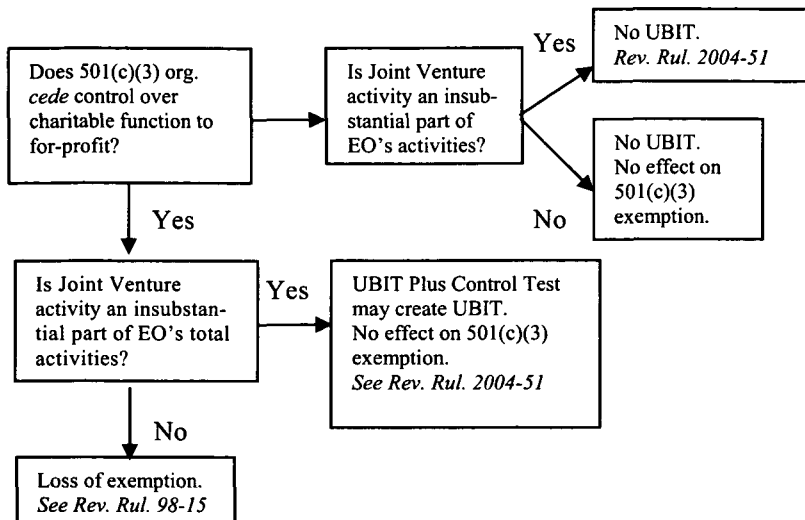 Does 501(c)(3) org.
cede control over
charitable function to
for-profit?
Is Joint Venture
activity an insub-
stantial part of
EO's activities?
Yes
No UBIT.
Rev. Rul. 2004-51
No
No UBIT.
No effect on
501(c)(3)
exemption.
Yes
Is Joint Venture
activity an insubstan-
tial part of EO's total
activities?
Yes
UBIT Plus Control Test
may create UBIT.
No effect on 501(c)(3)
exemption.
See Rev. Rul. 2004-51
No
Loss of exemption.
See Rev. Rul. 98-15